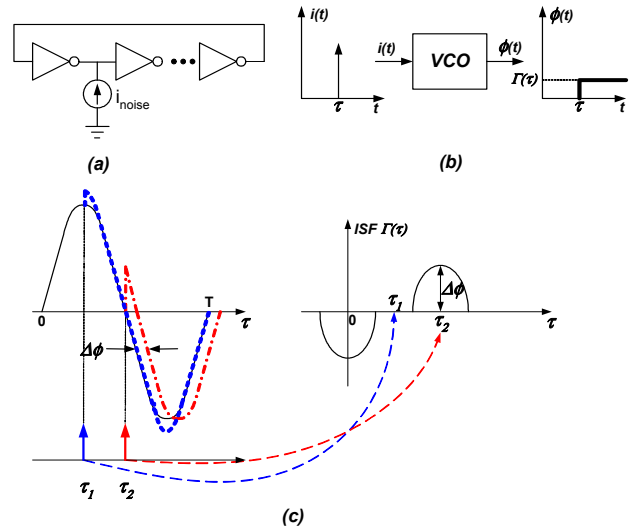 i_noise
(a)
i(t)
τ
t
i(t)
VCO
ϕ(t)
ϕ(t)
Γ(τ)
τ
t
(b)
0
T
τ
Δϕ
τ1
τ2
ISF Γ(τ)
0
τ1
Δϕ
τ2
τ
(c)